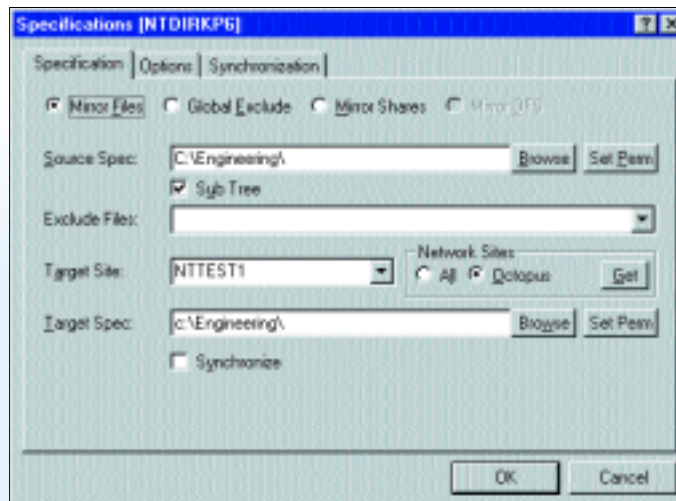 Specifications [NTDIRKP6]
Specification Options Synchronization
Mirror Files Global Exclude Mirror Shares Mirror DFS
Source Spec: C:\Engineering\ Browse Set Perm
Sub Tree
Exclude Files:
Network Sites
Target Site: NTTEST1 All Octopus Get
Target Spec: c:\Engineering\ Browse Set Perm
Synchronize
OK Cancel